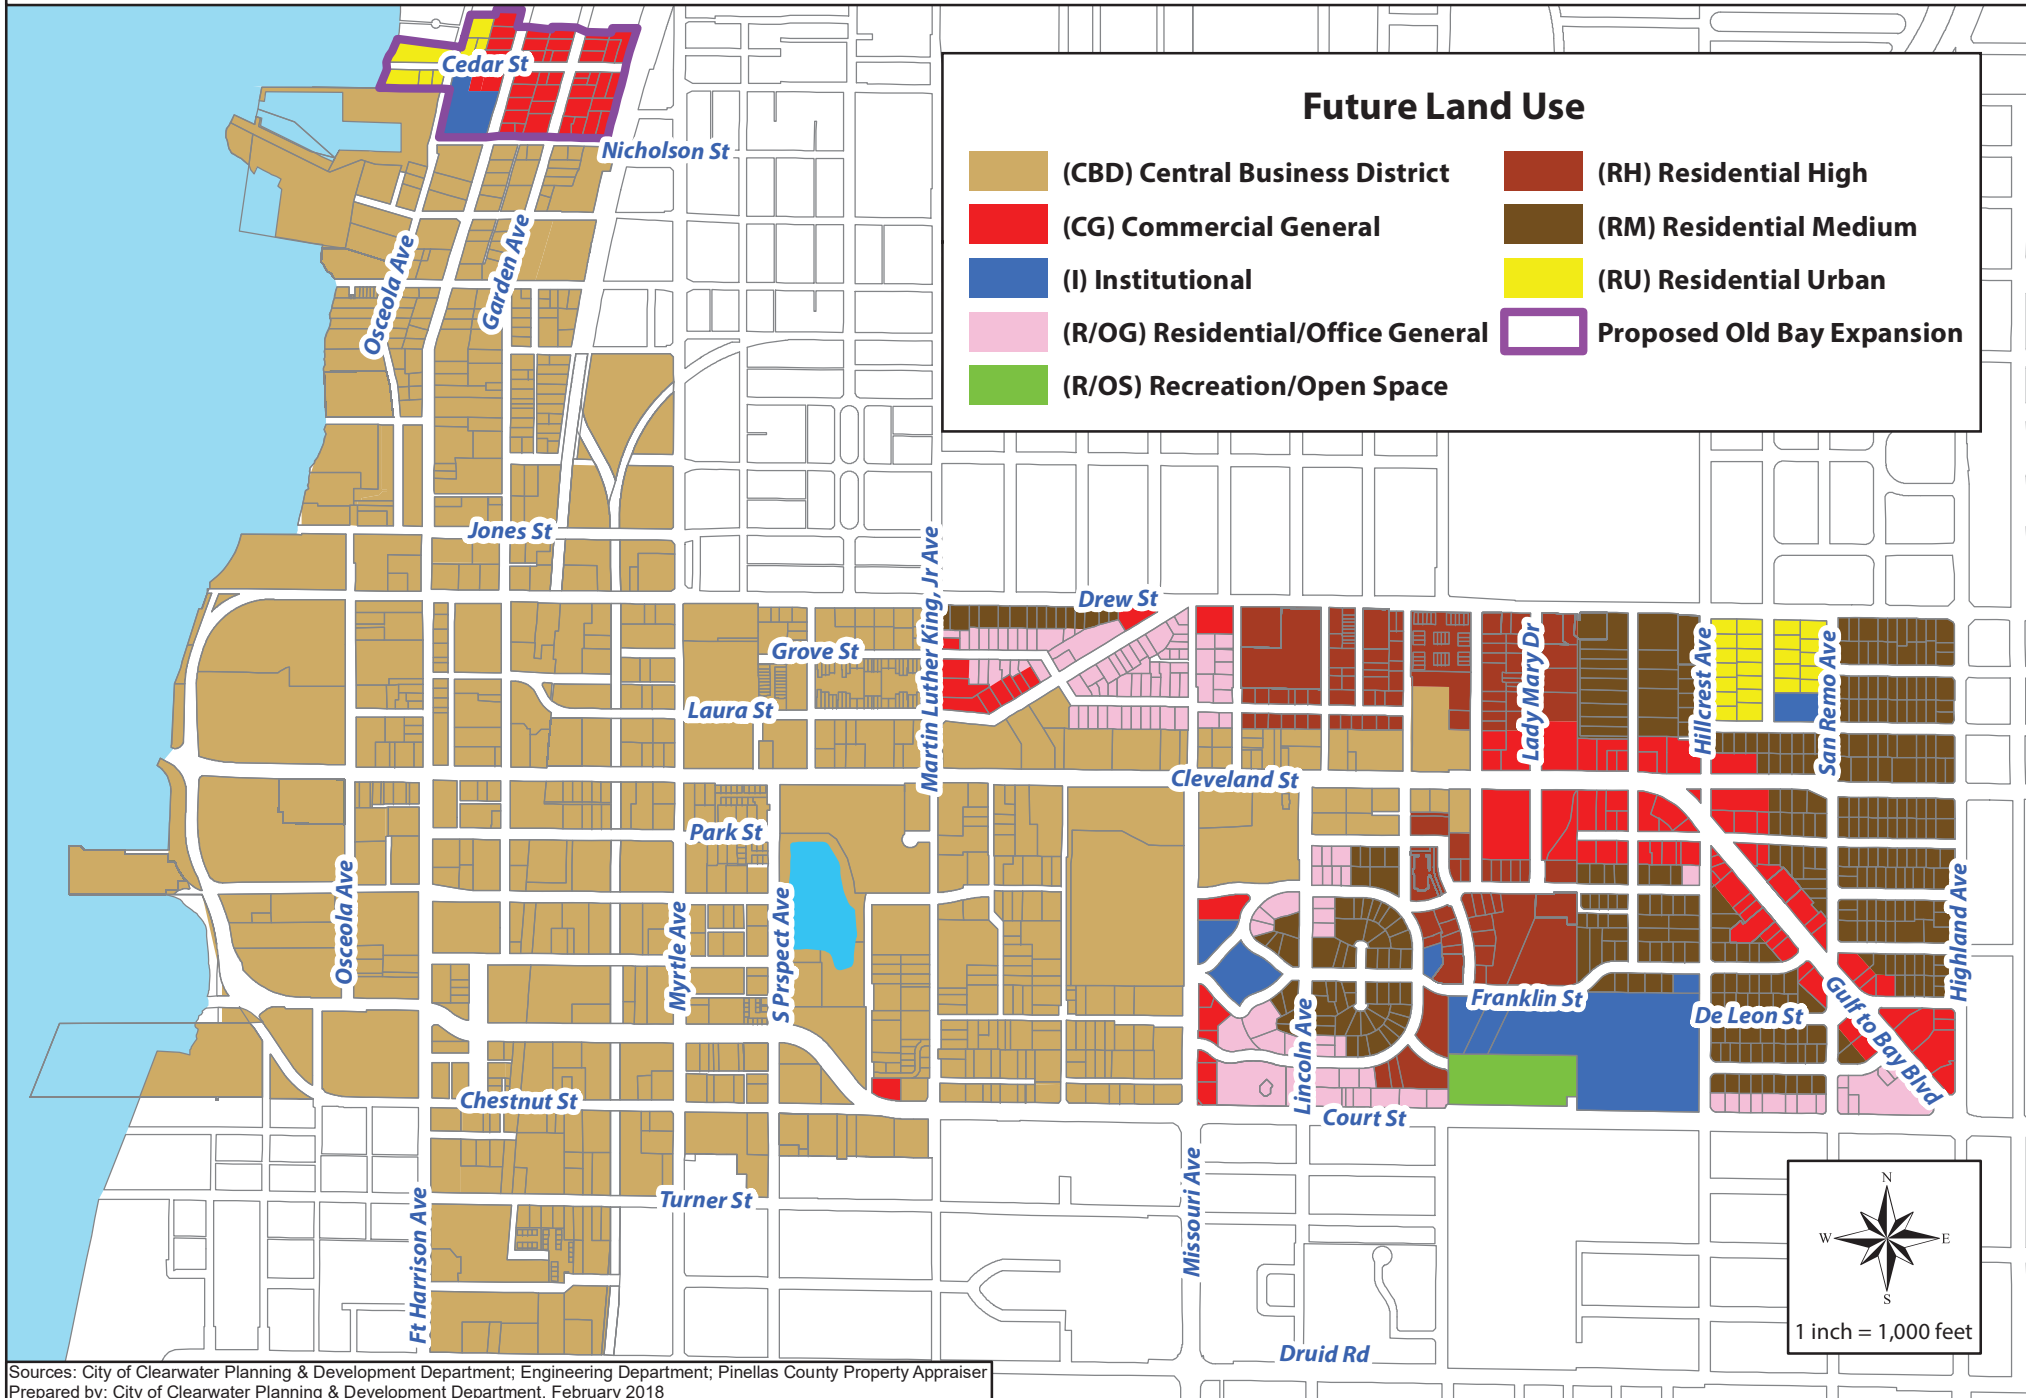 Future Land Use
(CBD) Central Business District
(CG) Commercial General
(I) Institutional
(R/OG) Residential/Office General
(R/OS) Recreation/Open Space
(RH) Residential High
(RM) Residential Medium
(RU) Residential Urban
Proposed Old Bay Expansion
Cedar St
Nicholson St
Osceola Ave
Garden Ave
Jones St
Martin Luther King, Jr Ave
Drew St
Grove St
Laura St
Lady Mary Dr
Hillcrest Ave
San Remo Ave
Cleveland St
Park St
Osceola Ave
Myrtle Ave
S Prspect Ave
Highland Ave
Franklin St
De Leon St
Lincoln Ave
Gulf to Bay Blvd
Chestnut St
Court St
Turner St
Ft Harrison Ave
Missouri Ave
Druid Rd
N
W
E
S
1 inch = 1,000 feet
Sources: City of Clearwater Planning & Development Department; Engineering Department; Pinellas County Property Appraiser
Prepared by: City of Clearwater Planning & Development Department, February 2018